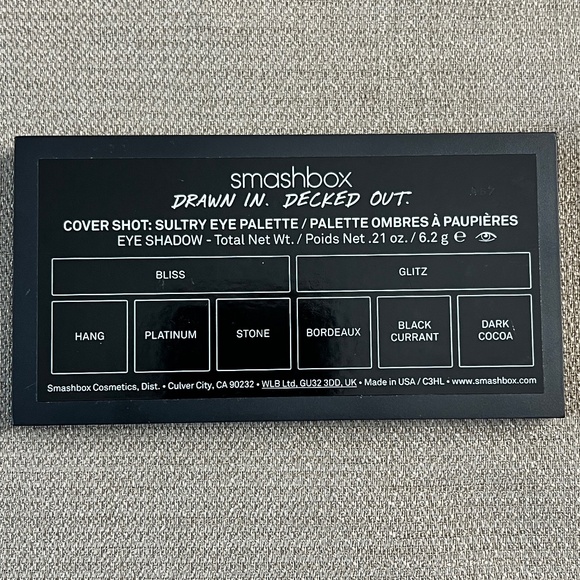 smashbox
DRAWN IN. DECKED OUT.
COVER SHOT: SULTRY EYE PALETTE / PALETTE OMBRES À PAUPIÈRES
EYE SHADOW - Total Net Wt. / Poids Net .21 oz. / 6.2 g ℮
BLISS GLITZ
HANG PLATINUM STONE BORDEAUX BLACK CURRANT DARK COCOA
Smashbox Cosmetics, Dist. • Culver City, CA 90232 • WLB Ltd, GU32 3DD, UK • Made in USA / C3HL • www.smashbox.com